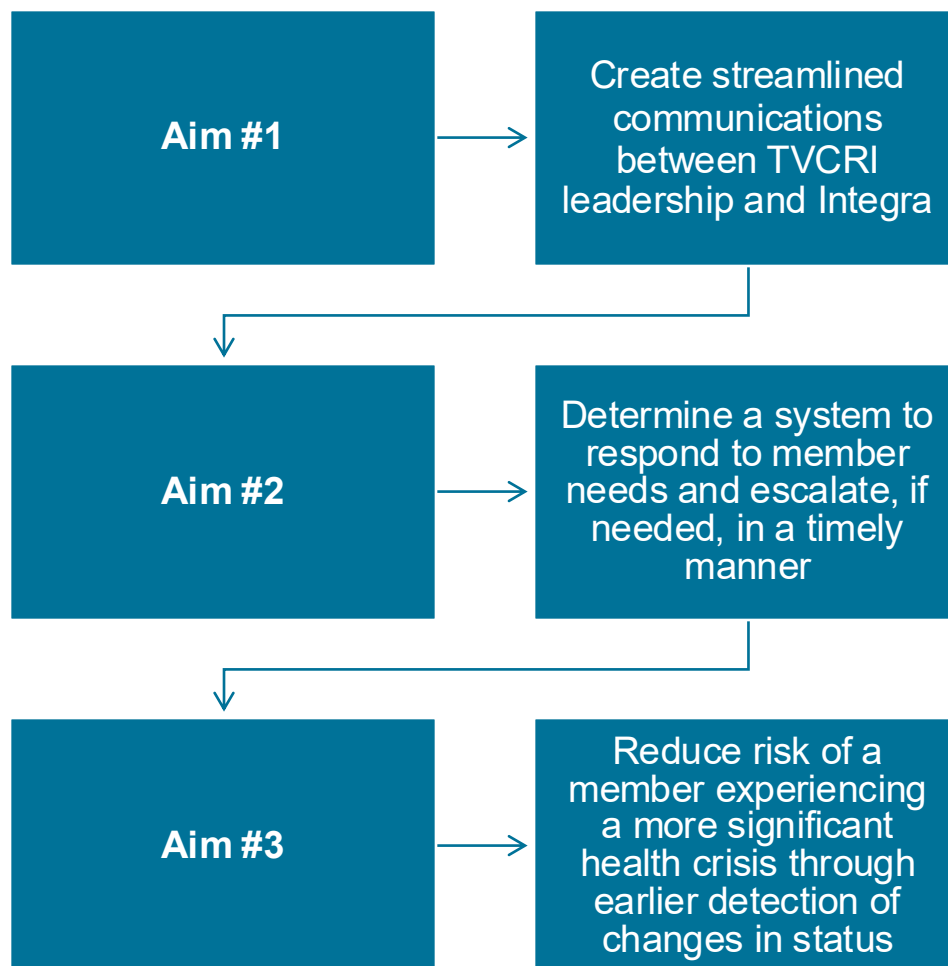 Aim #1
Create streamlined
communications
between TVCRI
leadership and Integra
Aim #2
Determine a system to
respond to member
needs and escalate, if
needed, in a timely
manner
Aim #3
Reduce risk of a
member experiencing
a more significant
health crisis through
earlier detection of
changes in status